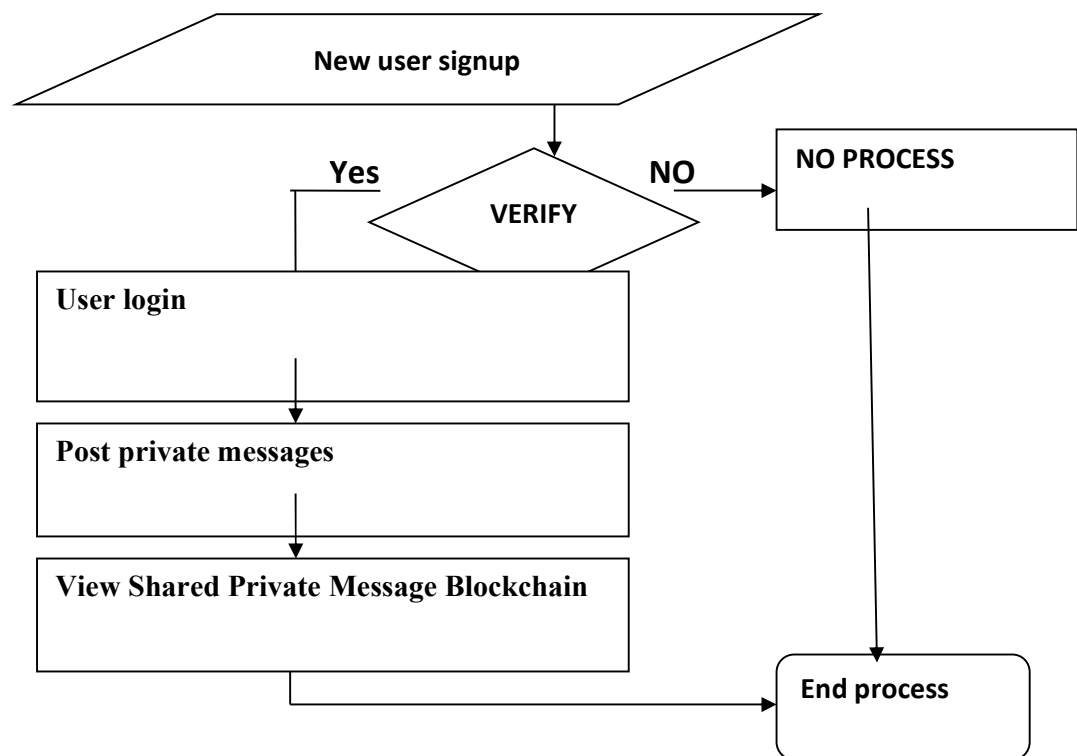 New user signup
Yes
NO
NO PROCESS
VERIFY
User login
Post private messages
View Shared Private Message Blockchain
End process